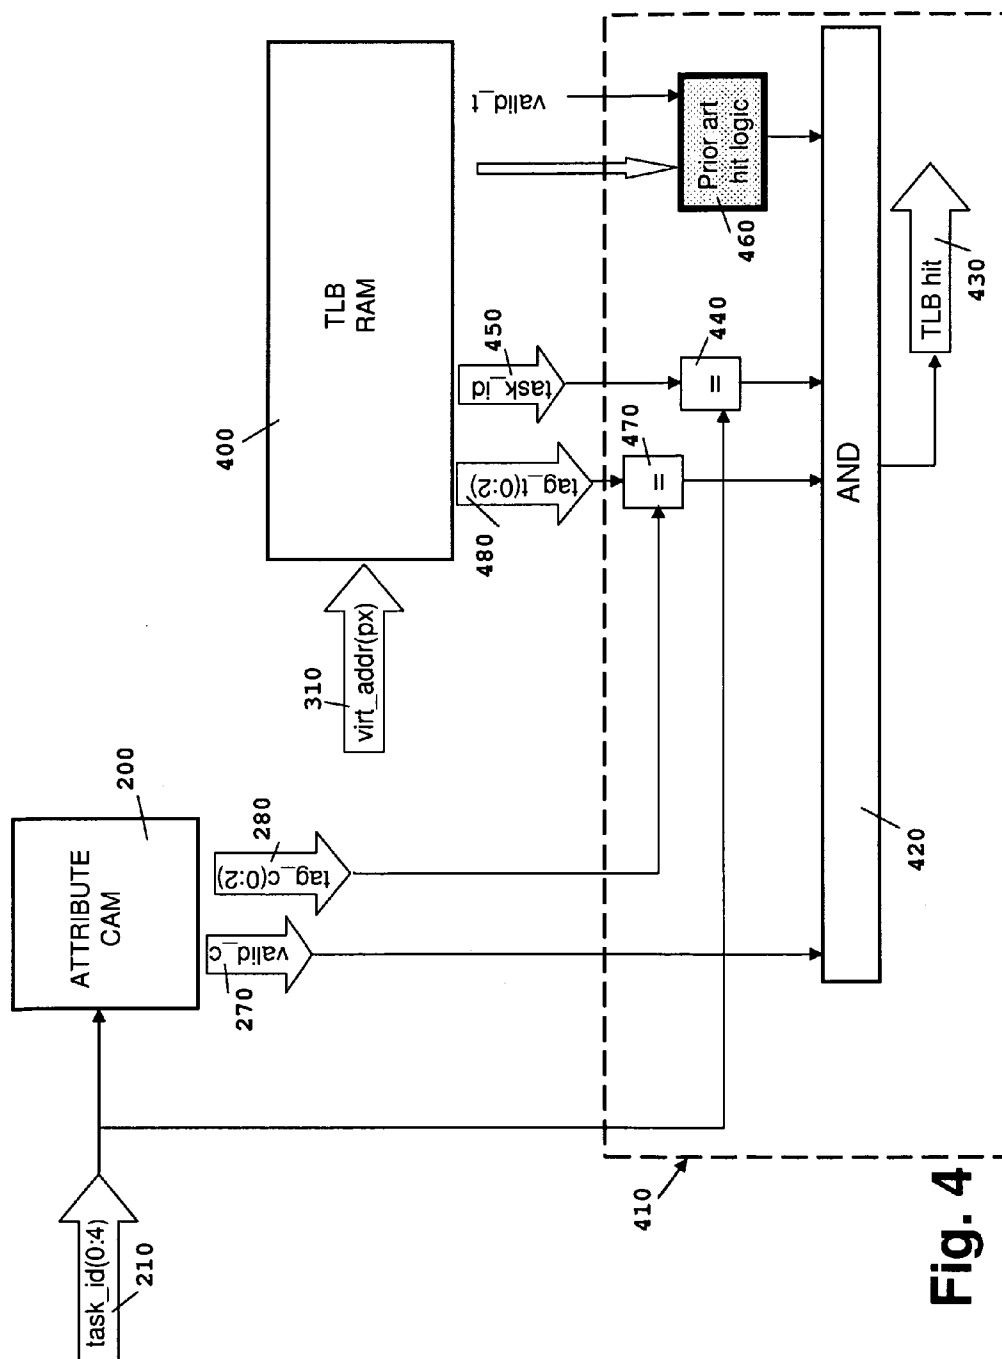 task_id(0:4)
210
ATTRIBUTE
CAM
200
valid_c
270
tag_c(0:2)
280
virt_addr(px)
310
TLB
RAM
400
tag_t(0:2)
480
task_id
450
valid_t
410
=
470
=
440
Prior art
hit logic
460
AND
420
TLB hit
430
Fig. 4